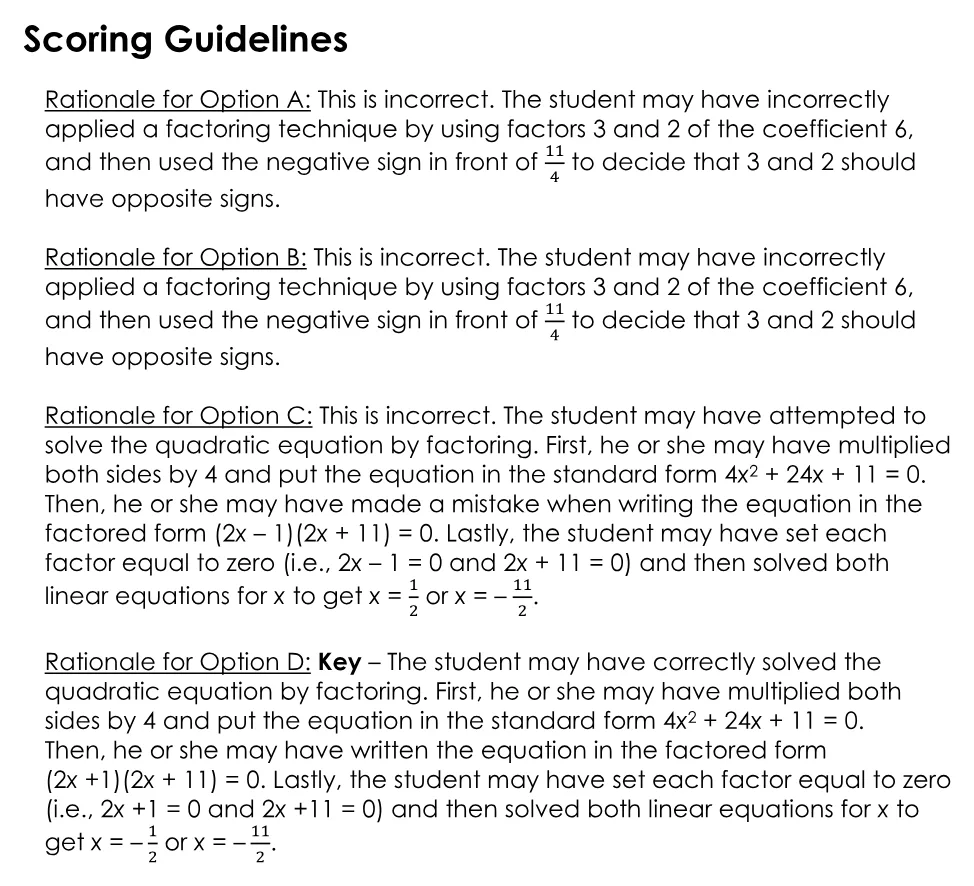 Scoring Guidelines
Rationale for Option A: This is incorrect. The student may have incorrectly
applied a factoring technique by using factors 3 and 2 of the coefficient 6,
and then used the negative sign in front of 11/4 to decide that 3 and 2 should
have opposite signs.
Rationale for Option B: This is incorrect. The student may have incorrectly
applied a factoring technique by using factors 3 and 2 of the coefficient 6,
and then used the negative sign in front of 11/4 to decide that 3 and 2 should
have opposite signs.
Rationale for Option C: This is incorrect. The student may have attempted to
solve the quadratic equation by factoring. First, he or she may have multiplied
both sides by 4 and put the equation in the standard form 4x² + 24x + 11 = 0.
Then, he or she may have made a mistake when writing the equation in the
factored form (2x – 1)(2x + 11) = 0. Lastly, the student may have set each
factor equal to zero (i.e., 2x – 1 = 0 and 2x + 11 = 0) and then solved both
linear equations for x to get x = 1/2 or x = −11/2.
Rationale for Option D: Key – The student may have correctly solved the
quadratic equation by factoring. First, he or she may have multiplied both
sides by 4 and put the equation in the standard form 4x² + 24x + 11 = 0.
Then, he or she may have written the equation in the factored form
(2x +1)(2x + 11) = 0. Lastly, the student may have set each factor equal to zero
(i.e., 2x +1 = 0 and 2x +11 = 0) and then solved both linear equations for x to
get x = −1/2 or x = −11/2.